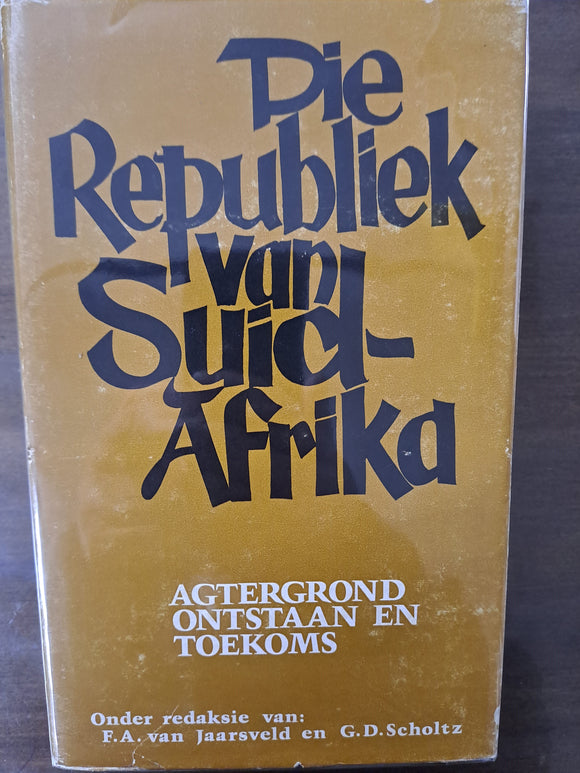 Die
Republiek
van
Suid-
Afrika
AGTERGROND
ONTSTAAN EN
TOEKOMS
Onder redaksie van:
F.A. van Jaarsveld en G.D. Scholtz